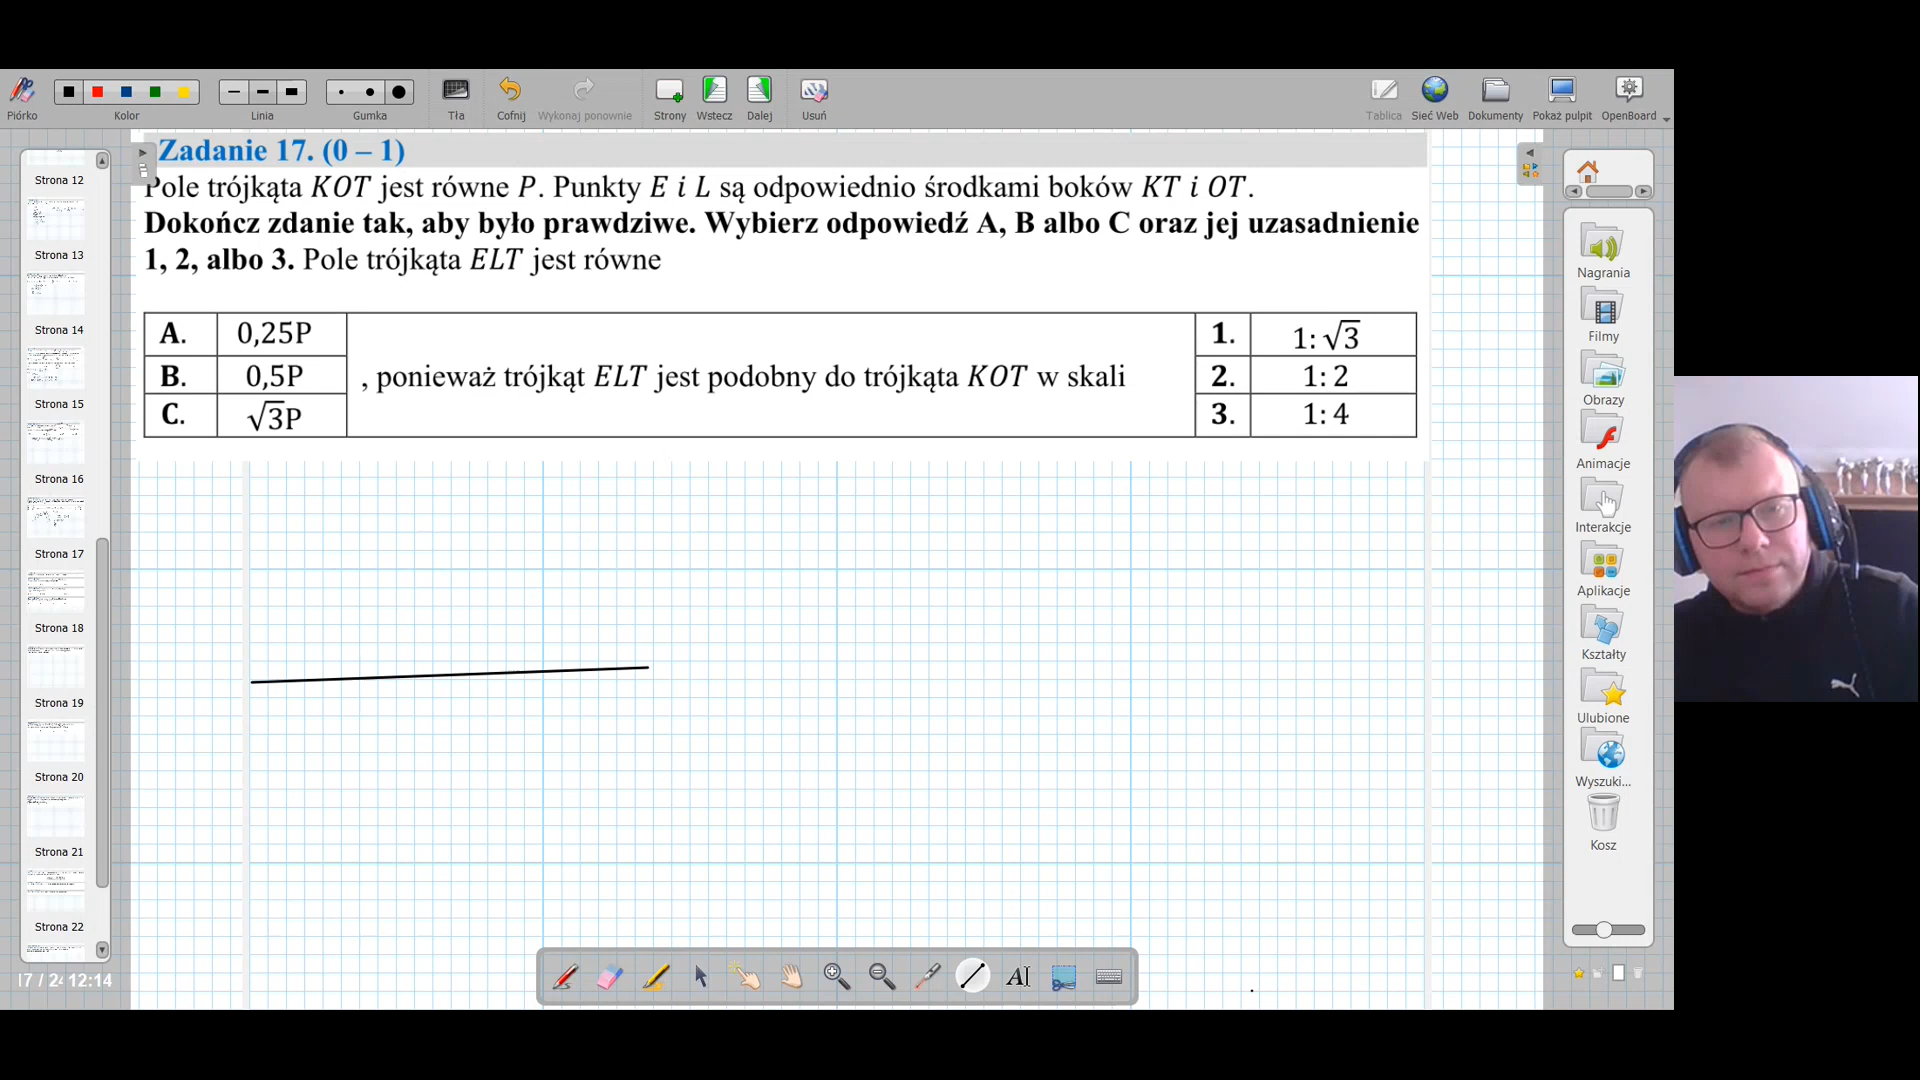 Piórko
Kolor
Linia
Gumka
Tła
Cofnij
Wykonaj ponownie
Strony
Wstecz
Dalej
Usuń
Tablica
Sieć Web
Dokumenty
Pokaż pulpit
OpenBoard
Zadanie 17. (0 – 1)
Pole trójkąta KOT jest równe P. Punkty E i L są odpowiednio środkami boków KT i OT.
Dokończ zdanie tak, aby było prawdziwe. Wybierz odpowiedź A, B albo C oraz jej uzasadnienie
1, 2, albo 3. Pole trójkąta ELT jest równe
A. 0,25P
B. 0,5P
C. √3P
, ponieważ trójkąt ELT jest podobny do trójkąta KOT w skali
1. 1: √3
2. 1: 2
3. 1: 4
Strona 12
Strona 13
Strona 14
Strona 15
Strona 16
Strona 17
Strona 18
Strona 19
Strona 20
Strona 21
Strona 22
12:14
Nagrania
Filmy
Obrazy
Animacje
Interakcje
Aplikacje
Kształty
Ulubione
Wyszuki...
Kosz
AI